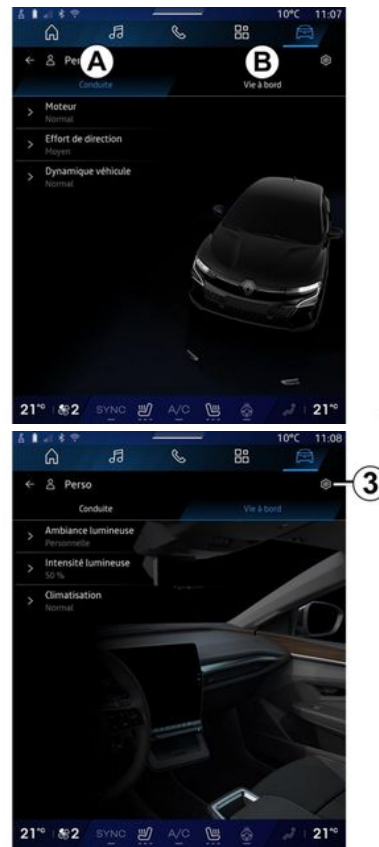 10°C 11:07
Per
A
B
Conduite
Vie à bord
Moteur
Normal
Effort de direction
Moyen
Dynamique véhicule
Normal
21°C 2 SYNC A/C 21°C
10°C 11:08
Perso
3
Conduite
Vie à bord
Ambiance lumineuse
Personnelle
Intensité lumineuse
50 %
Climatisation
Normal
21°C 2 SYNC A/C 21°C